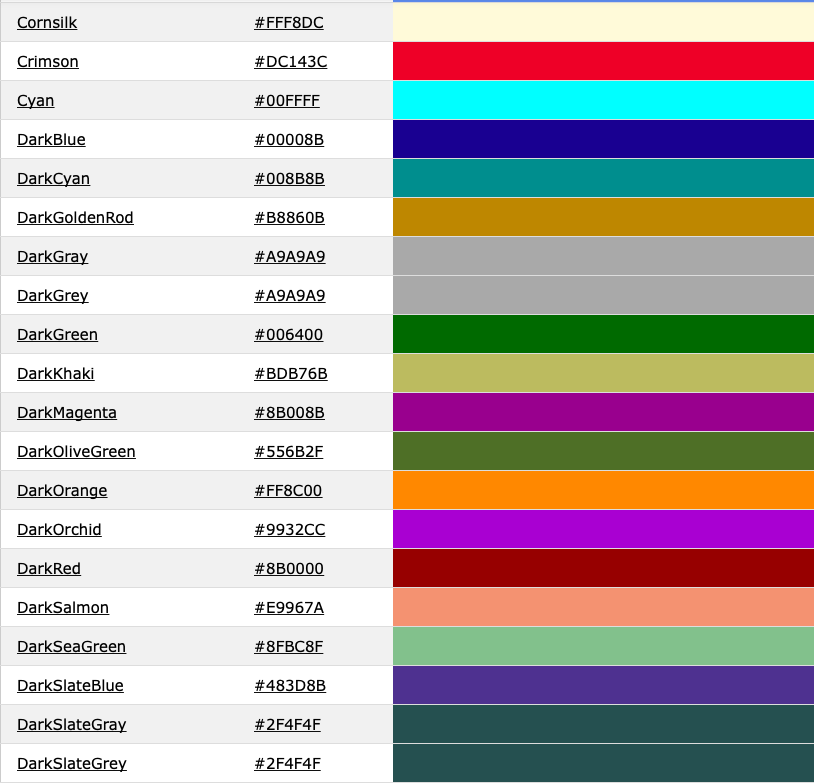 Cornsilk #FFF8DC
Crimson #DC143C
Cyan #00FFFF
DarkBlue #00008B
DarkCyan #008B8B
DarkGoldenRod #B8860B
DarkGray #A9A9A9
DarkGrey #A9A9A9
DarkGreen #006400
DarkKhaki #BDB76B
DarkMagenta #8B008B
DarkOliveGreen #556B2F
DarkOrange #FF8C00
DarkOrchid #9932CC
DarkRed #8B0000
DarkSalmon #E9967A
DarkSeaGreen #8FBC8F
DarkSlateBlue #483D8B
DarkSlateGray #2F4F4F
DarkSlateGrey #2F4F4F